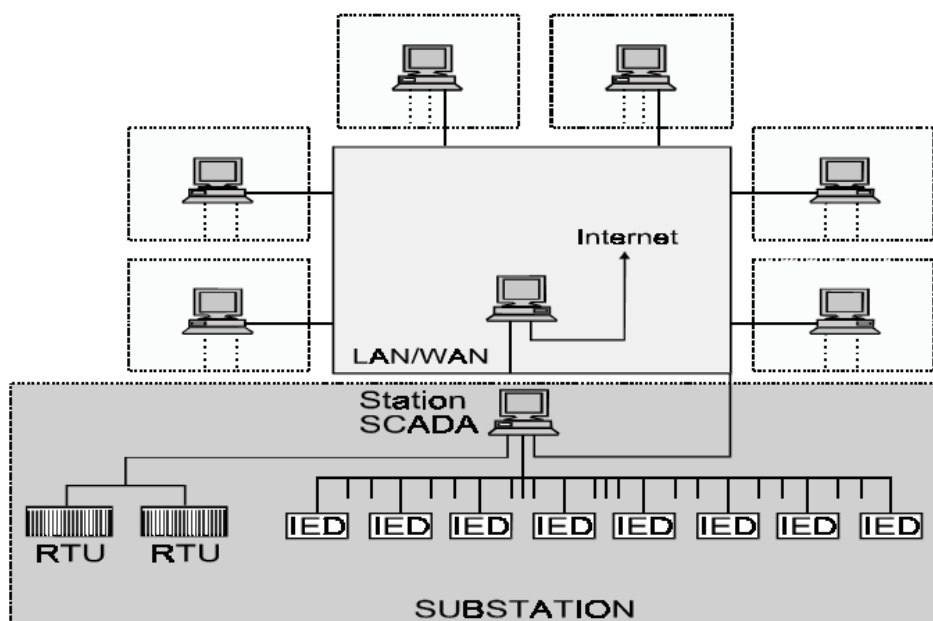 Internet
LAN/WAN
Station
SCADA
IED IED IED IED IED IED IED IED
RTU RTU
SUBSTATION